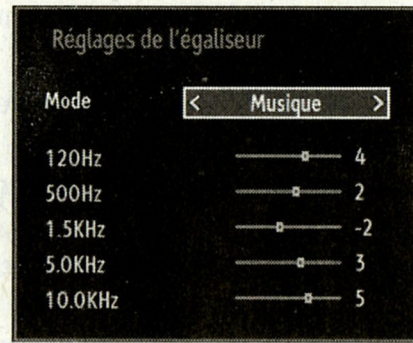 Réglages de l'égaliseur
Mode < Musique >
120Hz 4
500Hz 2
1.5KHz -2
5.0KHz 3
10.0KHz 5